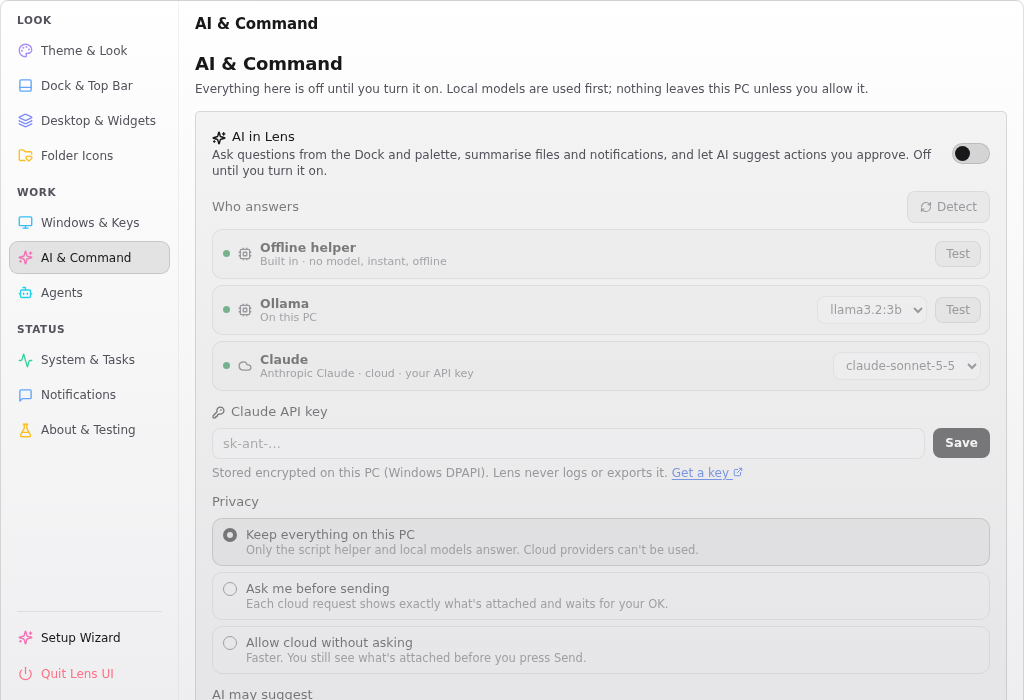 LOOK
Theme & Look
Dock & Top Bar
Desktop & Widgets
Folder Icons
WORK
Windows & Keys
AI & Command
Agents
STATUS
System & Tasks
Notifications
About & Testing
Setup Wizard
Quit Lens UI
AI & Command
AI & Command
Everything here is off until you turn it on. Local models are used first; nothing leaves this PC unless you allow it.
AI in Lens
Ask questions from the Dock and palette, summarise files and notifications, and let AI suggest actions you approve. Off
until you turn it on.
Who answers
Detect
Offline helper
Built in · no model, instant, offline
Test
Ollama
On this PC
llama3.2:3b
Test
Claude
Anthropic Claude · cloud · your API key
claude-sonnet-5-5
Claude API key
sk-ant-...
Save
Stored encrypted on this PC (Windows DPAPI). Lens never logs or exports it. Get a key
Privacy
Keep everything on this PC
Only the script helper and local models answer. Cloud providers can't be used.
Ask me before sending
Each cloud request shows exactly what's attached and waits for your OK.
Allow cloud without asking
Faster. You still see what's attached before you press Send.
AI may suggest